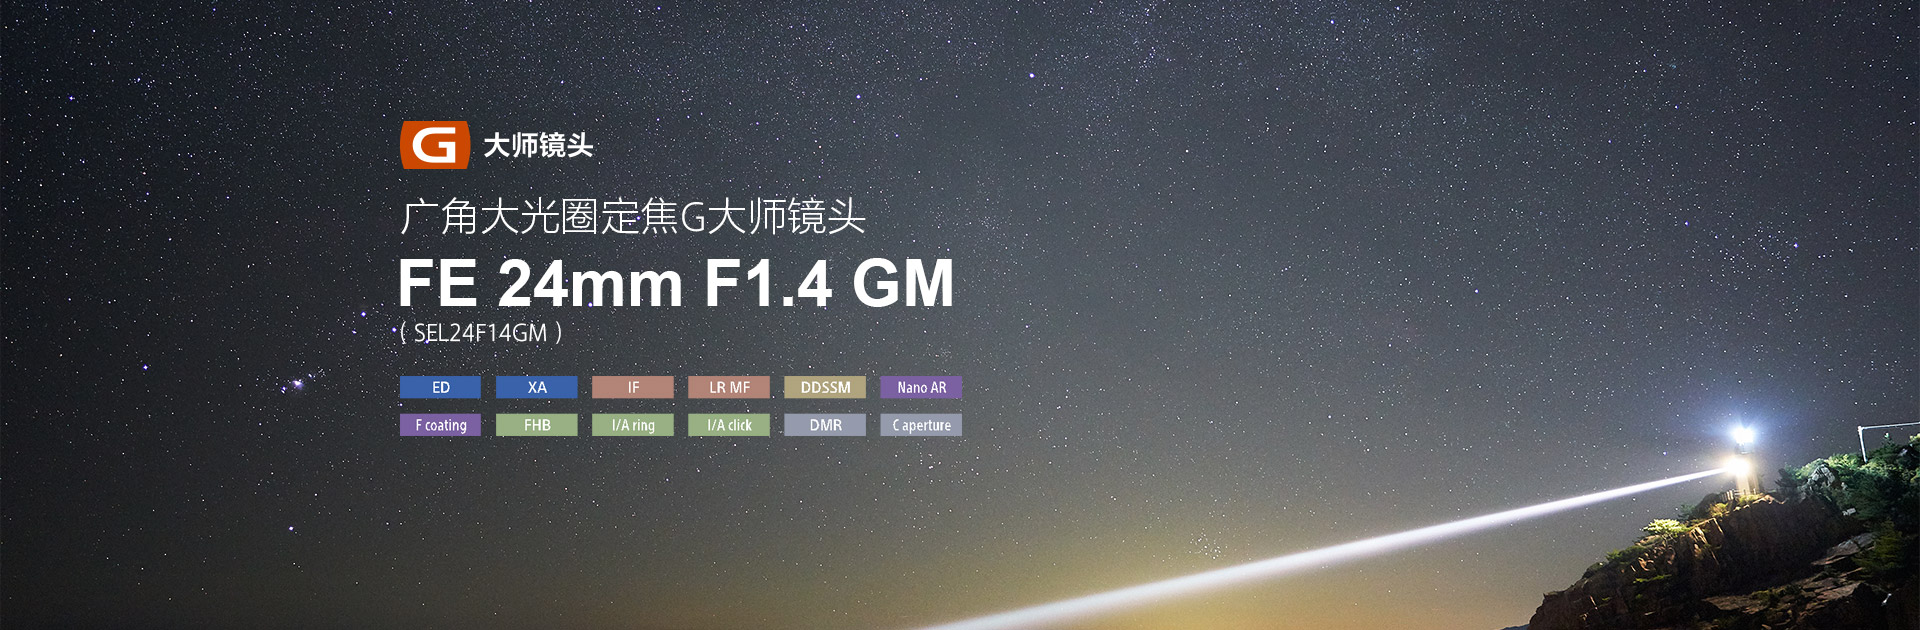 G 大师镜头
广角大光圈定焦G大师镜头
FE 24mm F1.4 GM
( SEL24F14GM )
ED XA IF LR MF DDSSM Nano AR
F coating FHB I/A ring I/A click DMR C aperture